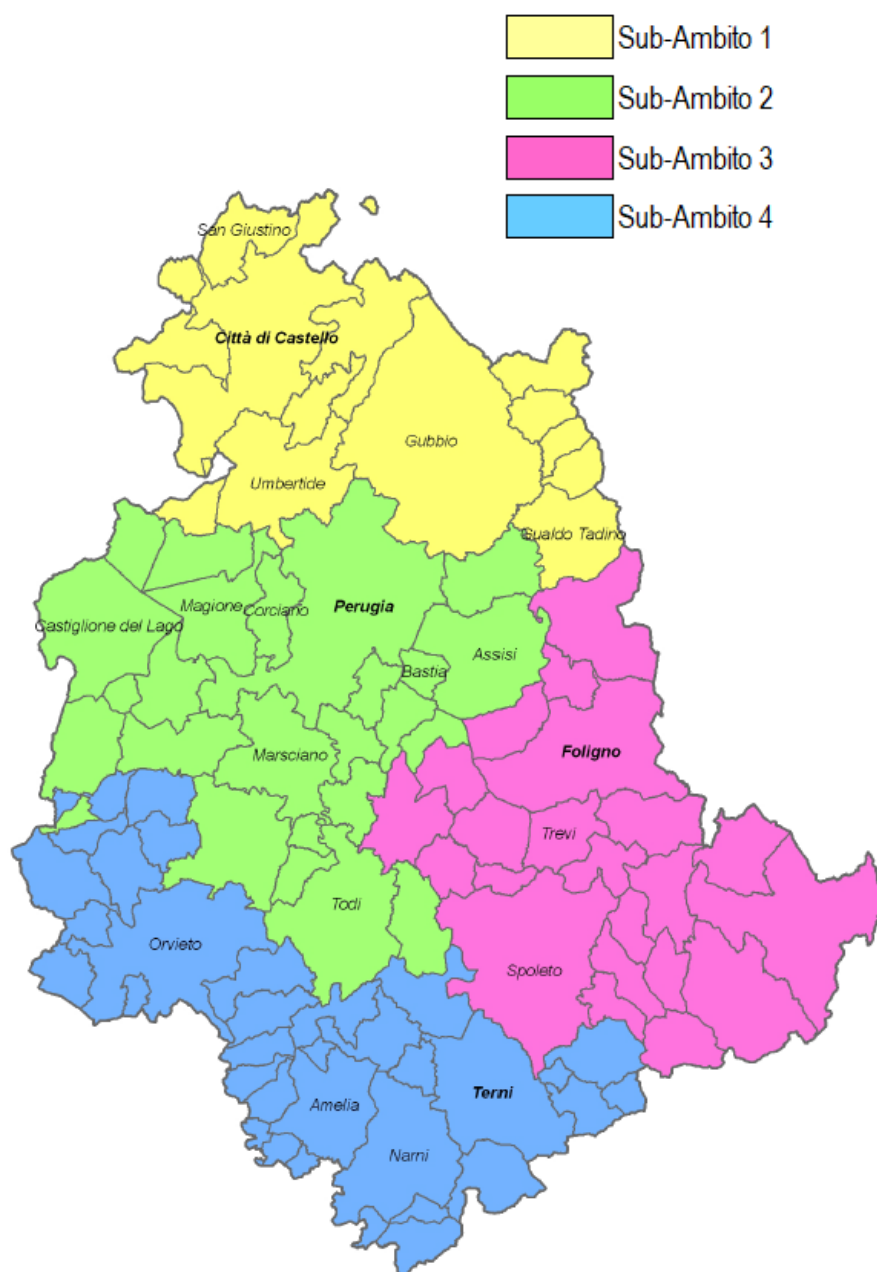 Sub-Ambito 1
Sub-Ambito 2
Sub-Ambito 3
Sub-Ambito 4
San Giustino
Città di Castello
Gubbio
Umbertide
Gualdo Tadino
Magione
Corciano
Perugia
Castiglione del Lago
Assisi
Bastia
Marsciano
Foligno
Trevi
Todi
Orvieto
Spoleto
Terni
Amelia
Narni